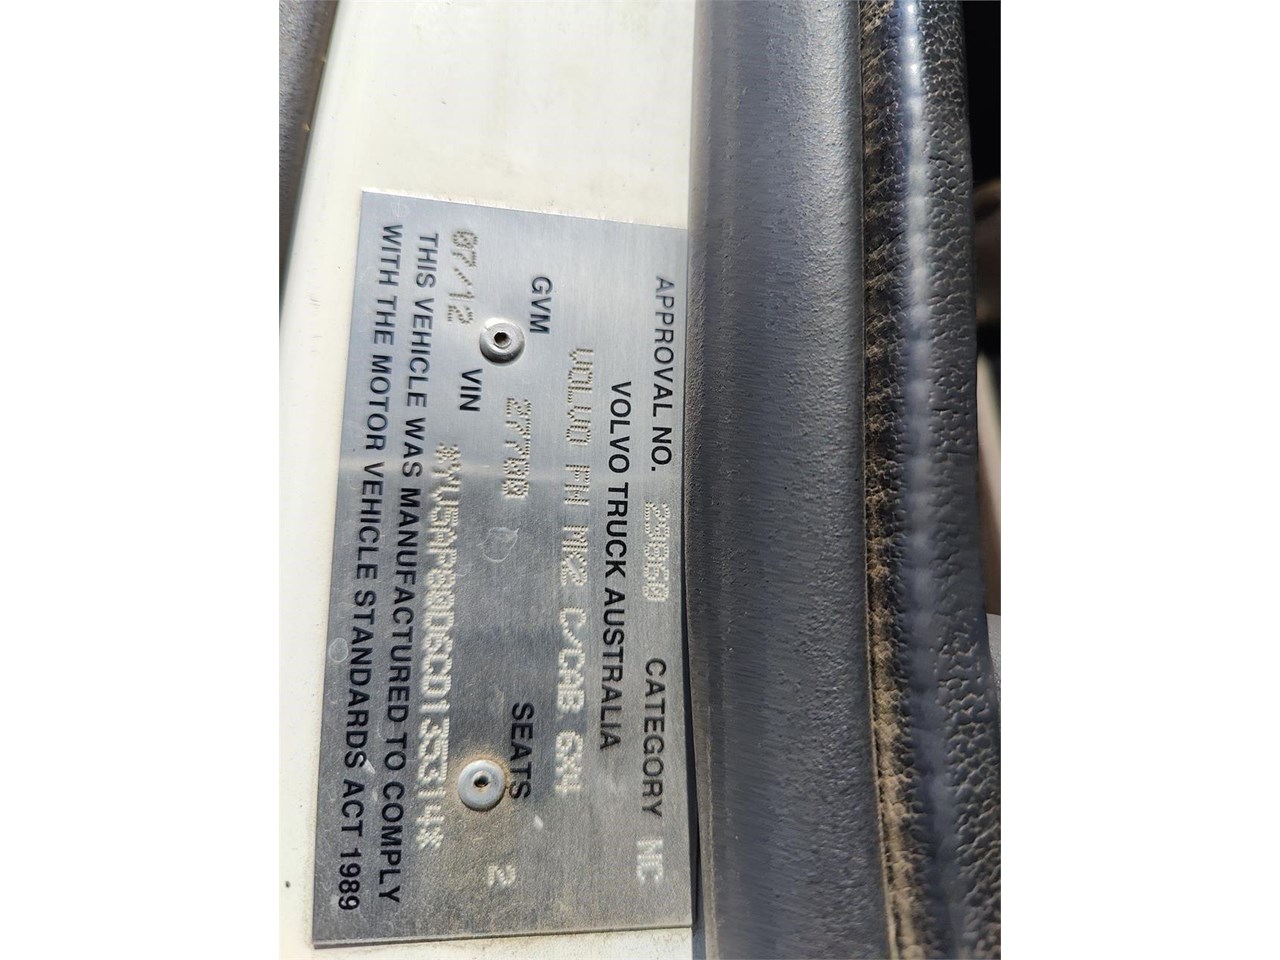 APPROVAL NO. CATEGORY NC
VOLVO TRUCK AUSTRALIA
VOLVO FM MK2 C/CAB 6X4
GVM 27700 SEATS 2
07/12 VIN
THIS VEHICLE WAS MANUFACTURED TO COMPLY
WITH THE MOTOR VEHICLE STANDARDS ACT 1989